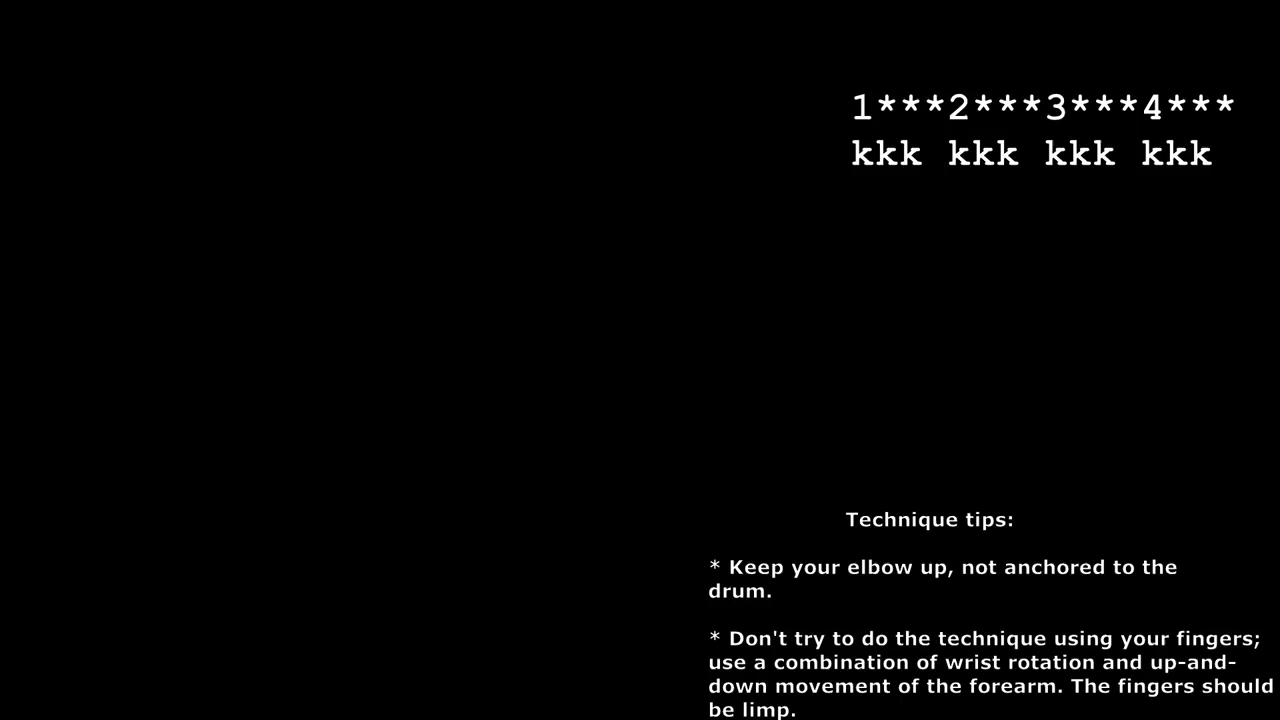 1***2***3***4***
kkk kkk kkk kkk
Technique tips:
* Keep your elbow up, not anchored to the
drum.
* Don't try to do the technique using your fingers;
use a combination of wrist rotation and up-and-
down movement of the forearm. The fingers should
be limp.